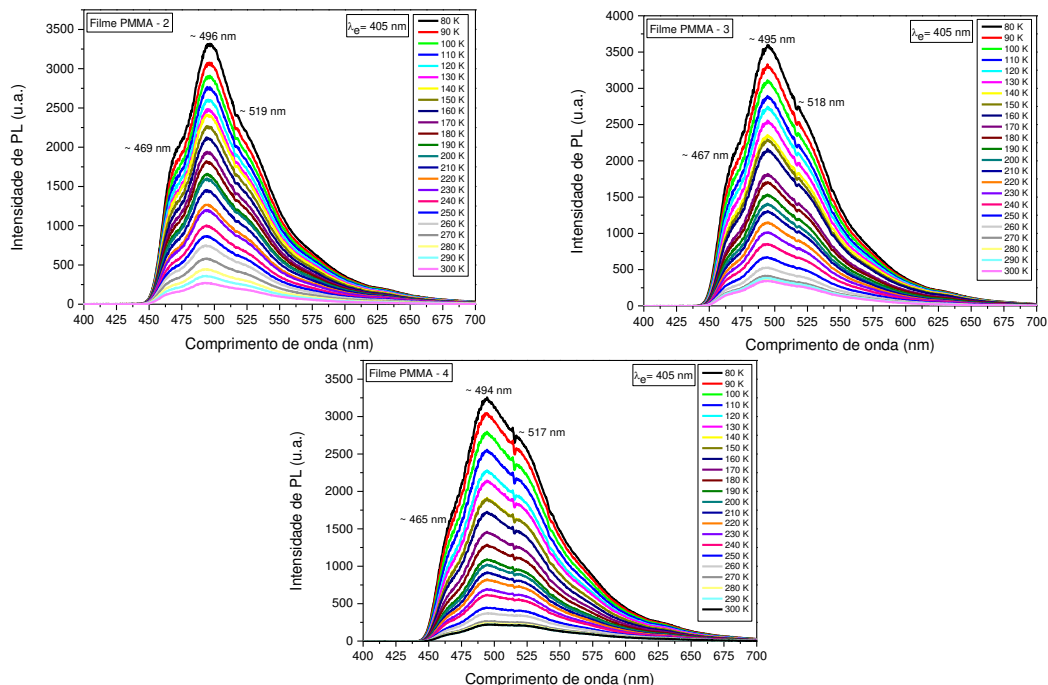 Filme PMMA - 2
λe= 405 nm
~ 496 nm
~ 519 nm
~ 469 nm
80 K
90 K
100 K
110 K
120 K
130 K
140 K
150 K
160 K
170 K
180 K
190 K
200 K
210 K
220 K
230 K
240 K
250 K
260 K
270 K
280 K
290 K
300 K
Intensidade de PL (u.a.)
3500
3000
2500
2000
1500
1000
500
0
400 425 450 475 500 525 550 575 600 625 650 675 700
Comprimento de onda (nm)
Filme PMMA - 3
λe= 405 nm
~ 495 nm
~ 518 nm
~ 467 nm
80 K
90 K
100 K
110 K
120 K
130 K
140 K
150 K
160 K
170 K
180 K
190 K
200 K
210 K
220 K
230 K
240 K
250 K
260 K
270 K
280 K
290 K
300 K
Intensidade de PL (u.a.)
4000
3500
3000
2500
2000
1500
1000
500
0
400 425 450 475 500 525 550 575 600 625 650 675 700
Comprimento de onda (nm)
Filme PMMA - 4
λe= 405 nm
~ 494 nm
~ 517 nm
~ 465 nm
80 K
90 K
100 K
110 K
120 K
130 K
140 K
150 K
160 K
170 K
180 K
190 K
200 K
210 K
220 K
230 K
240 K
250 K
260 K
270 K
280 K
290 K
300 K
Intensidade de PL (u.a.)
3500
3000
2500
2000
1500
1000
500
0
400 425 450 475 500 525 550 575 600 625 650 675 700
Comprimento de onda (nm)